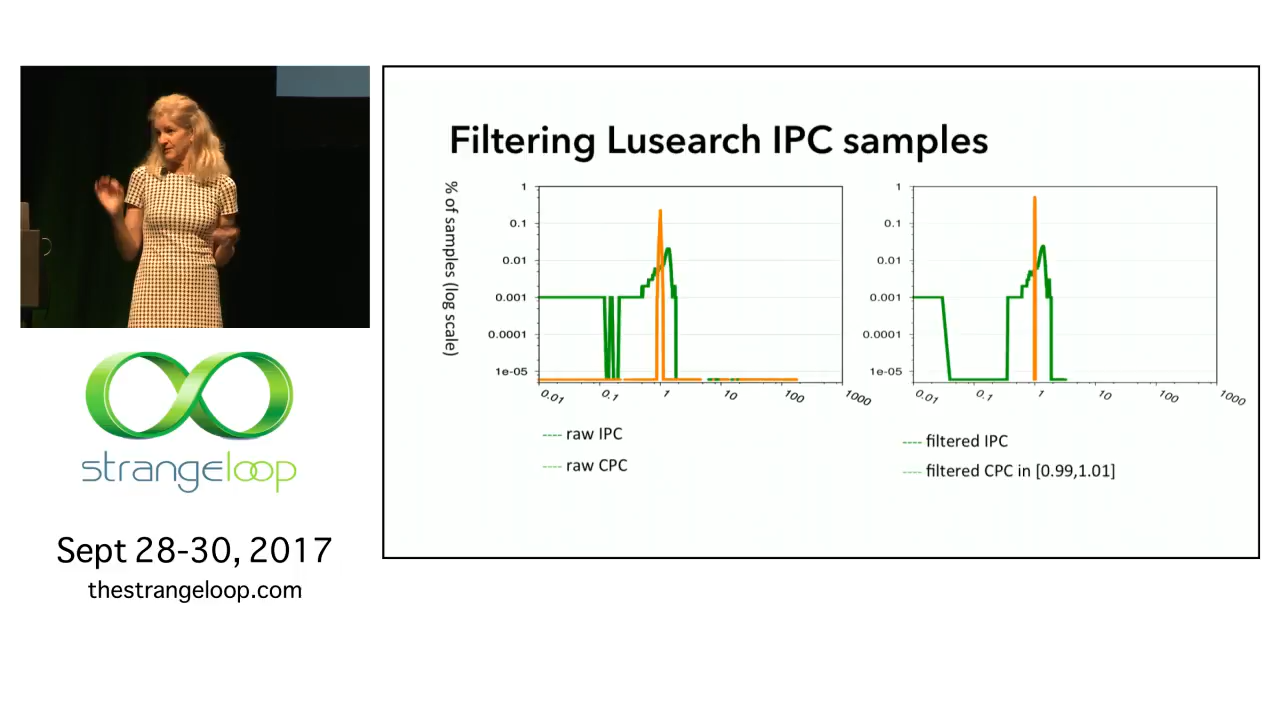 Filtering Lusearch IPC samples
% of samples (log scale)
1
0.1
0.01
0.001
0.0001
1e-05
0.01
0.1
1
10
100
1000
raw IPC
raw CPC
1
0.1
0.01
0.001
0.0001
1e-05
0.01
0.1
1
10
100
1000
filtered IPC
filtered CPC in [0.99,1.01]
strangeloop
Sept 28-30, 2017
thestrangeloop.com